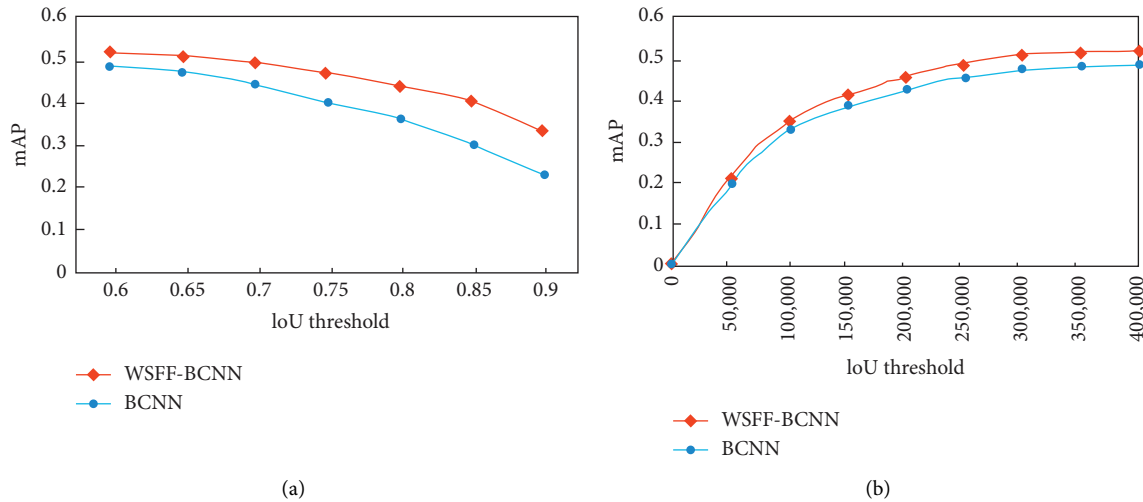 0.6
0.5
0.4
0.3
0.2
0.1
0
mAP
0.6 0.65 0.7 0.75 0.8 0.85 0.9
loU threshold
WSFF-BCNN
BCNN
(a)
0.6
0.5
0.4
0.3
0.2
0.1
0
mAP
0 50,000 100,000 150,000 200,000 250,000 300,000 350,000 400,000
loU threshold
WSFF-BCNN
BCNN
(b)